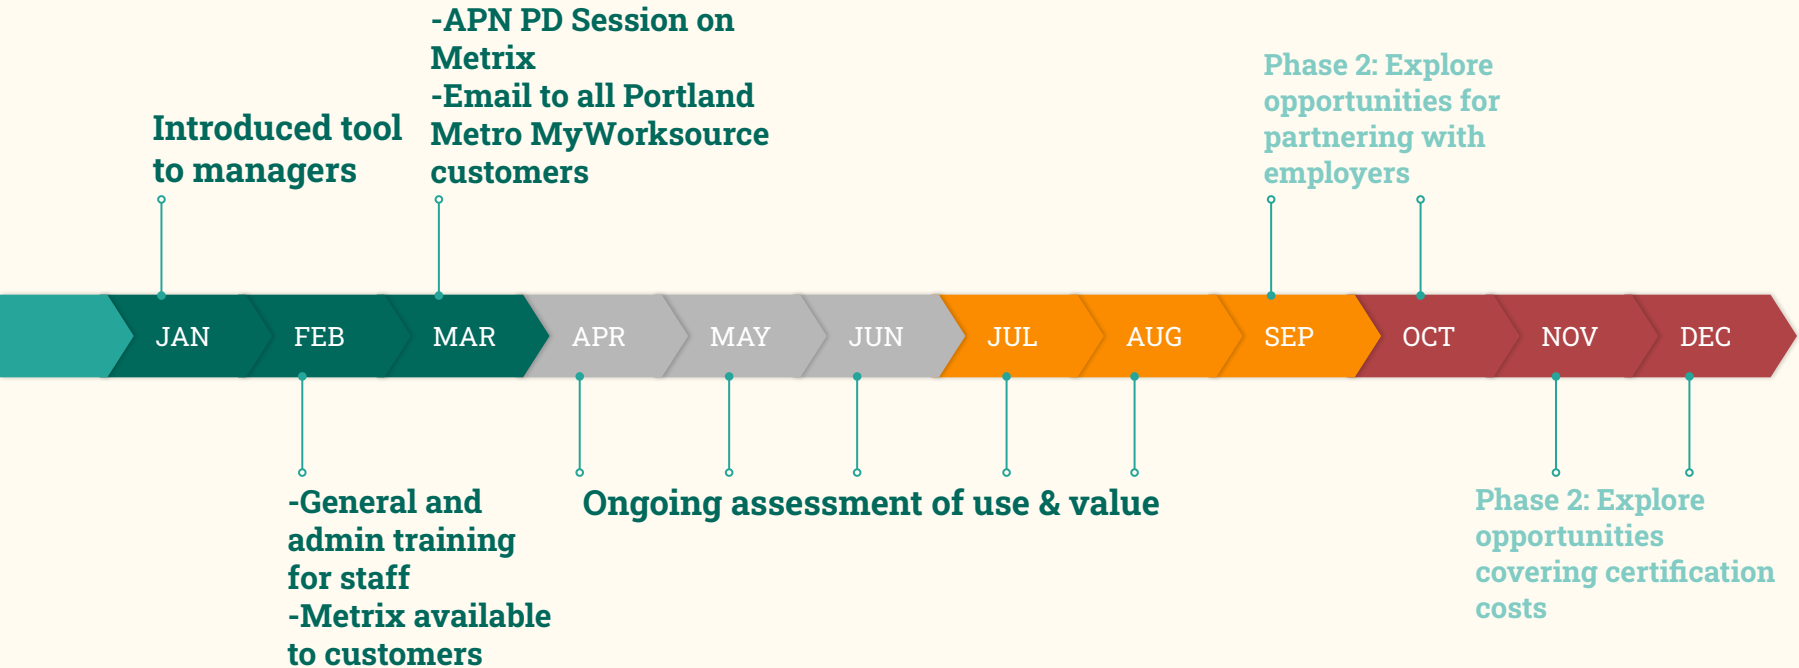 -APN PD Session on
Metrix
-Email to all Portland
Metro MyWorksource
customers
Introduced tool
to managers
Phase 2: Explore
opportunities for
partnering with
employers
JAN FEB MAR APR MAY JUN JUL AUG SEP OCT NOV DEC
-General and
admin training
for staff
-Metrix available
to customers
Ongoing assessment of use & value
Phase 2: Explore
opportunities
covering certification
costs